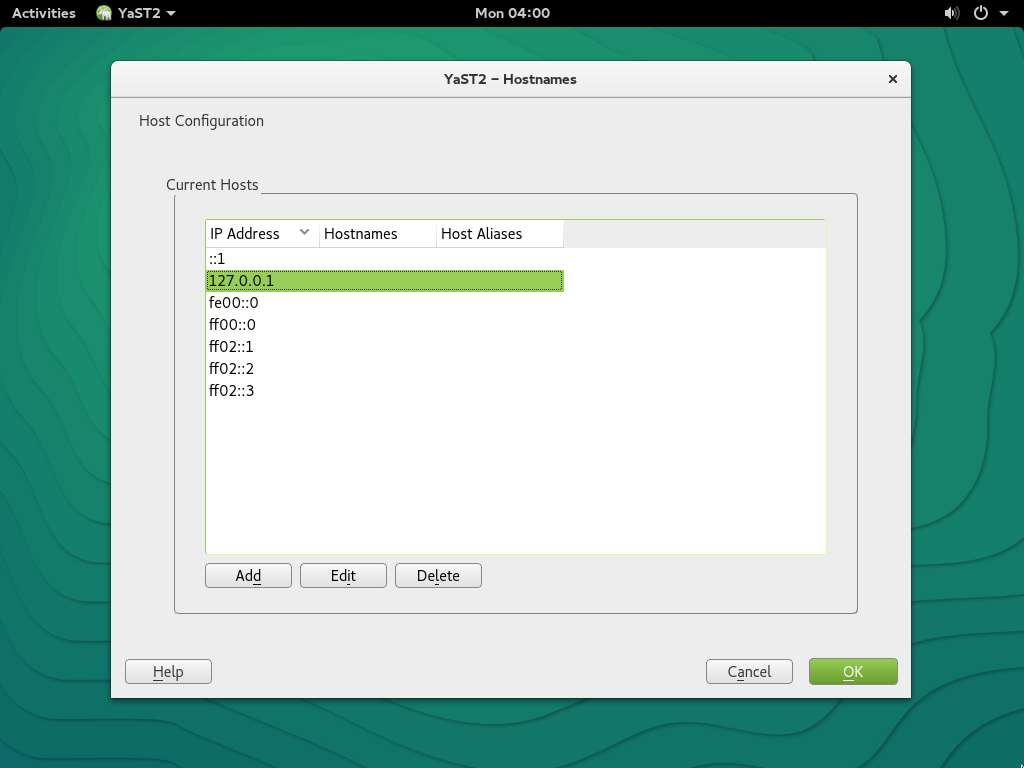 Activities YaST2 Mon 04:00
YaST2 – Hostnames
Host Configuration
Current Hosts
IP Address Hostnames Host Aliases
::1
127.0.0.1
fe00::0
ff00::0
ff02::1
ff02::2
ff02::3
Add Edit Delete
Help Cancel OK